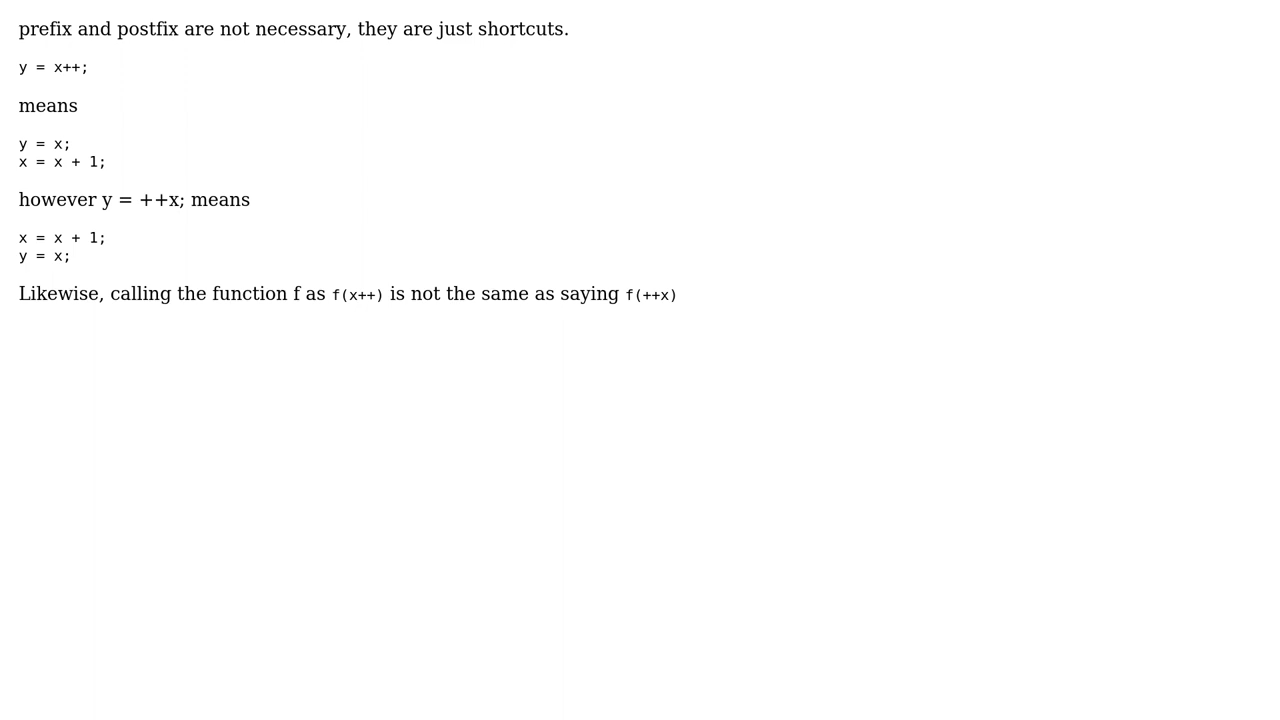 prefix and postfix are not necessary, they are just shortcuts.
y = x++;
means
y = x;
x = x + 1;
however y = ++x; means
x = x + 1;
y = x;
Likewise, calling the function f as f(x++) is not the same as saying f(++x)